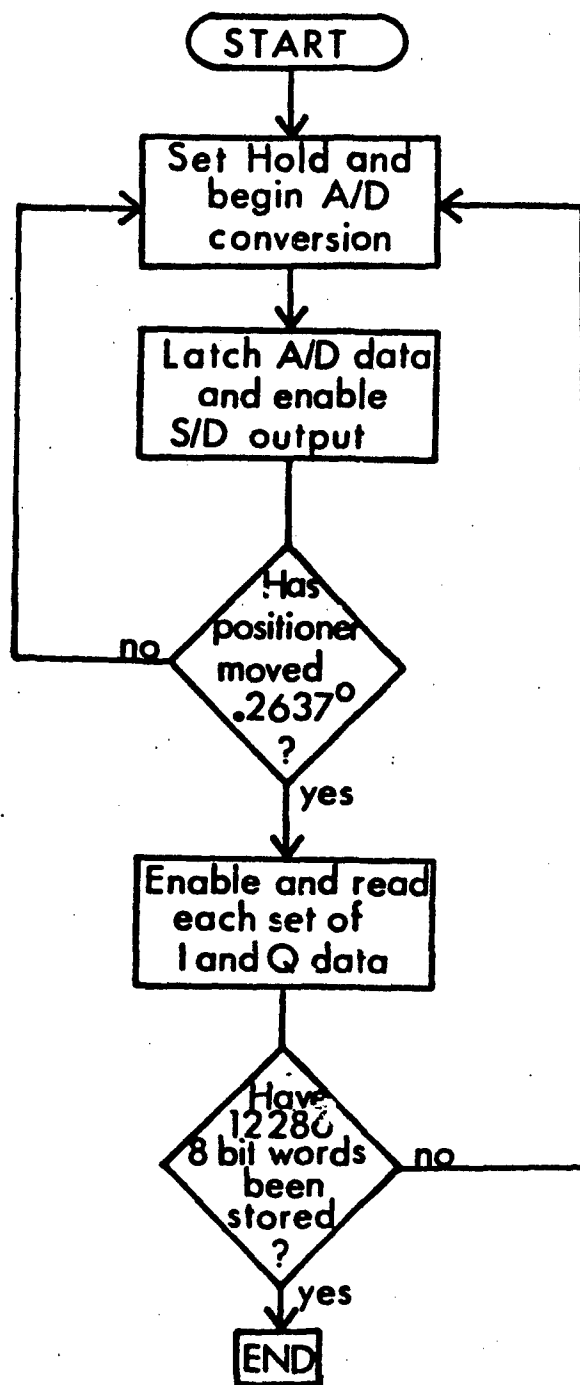 START
Set Hold and
begin A/D
conversion
Latch A/D data
and enable
S/D output
Has
positioner
no
moved
.2637°
?
yes
Enable and read
each set of
I and Q data
Have
8 bit words
no
been
stored
?
yes
END